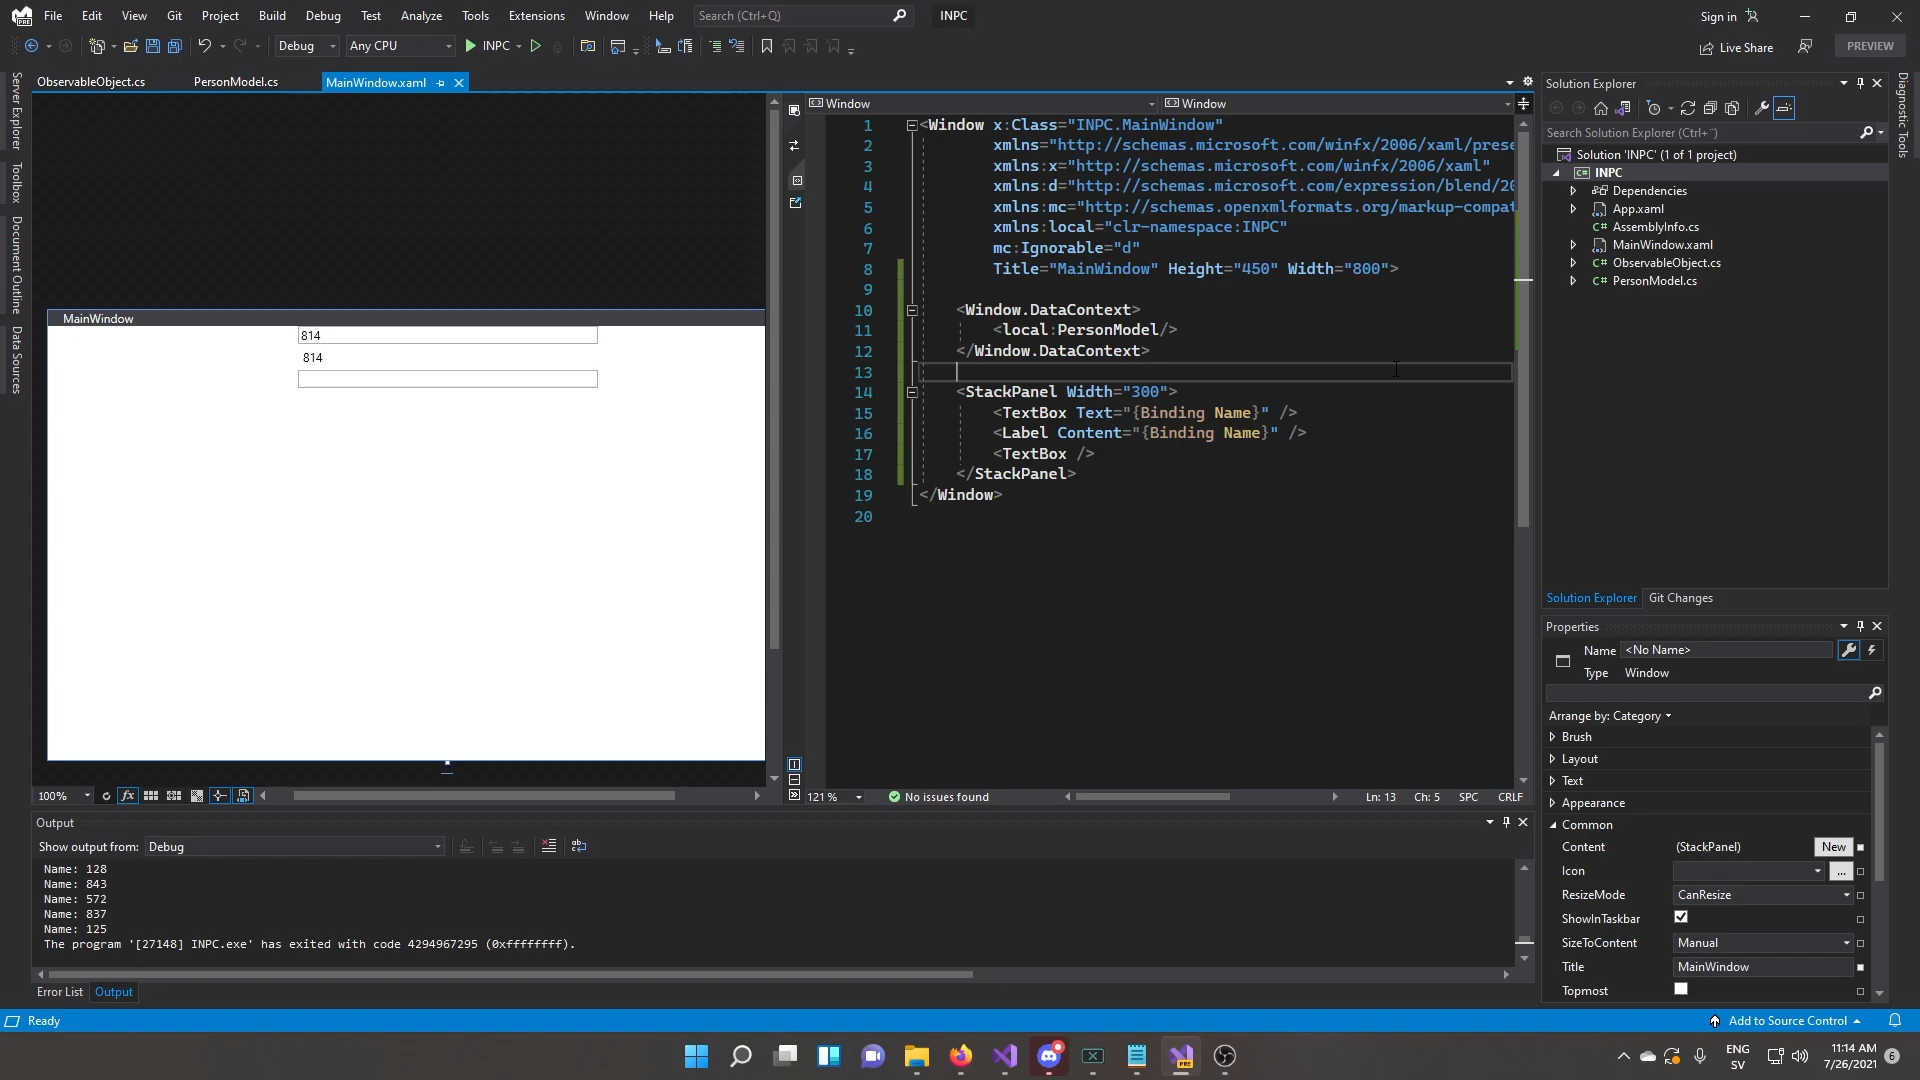 File Edit View Git Project Build Debug Test Analyze Tools Extensions Window Help Search (Ctrl+Q) INPC Sign in
Debug Any CPU INPC Live Share PREVIEW
Server Explorer
Toolbox
Document Outline
Data Sources
ObservableObject.cs PersonModel.cs MainWindow.xaml
MainWindow
814
814
100%
Window Window
1 <Window x:Class="INPC.MainWindow"
2 xmlns="http://schemas.microsoft.com/winfx/2006/xaml/prese
3 xmlns:x="http://schemas.microsoft.com/winfx/2006/xaml"
4 xmlns:d="http://schemas.microsoft.com/expression/blend/20
5 xmlns:mc="http://schemas.openxmlformats.org/markup-compat
6 xmlns:local="clr-namespace:INPC"
7 mc:Ignorable="d"
8 Title="MainWindow" Height="450" Width="800">
9
10 <Window.DataContext>
11 <local:PersonModel/>
12 </Window.DataContext>
13
14 <StackPanel Width="300">
15 <TextBox Text="{Binding Name}" />
16 <Label Content="{Binding Name}" />
17 <TextBox />
18 </StackPanel>
19 </Window>
20
121 % No issues found Ln: 13 Ch: 5 SPC CRLF
Output
Show output from: Debug
Name: 128
Name: 843
Name: 572
Name: 837
Name: 125
The program '[27148] INPC.exe' has exited with code 4294967295 (0xffffffff).
Error List Output
Solution Explorer
Search Solution Explorer (Ctrl+¨)
Solution 'INPC' (1 of 1 project)
C# INPC
Dependencies
App.xaml
C# AssemblyInfo.cs
MainWindow.xaml
C# ObservableObject.cs
C# PersonModel.cs
Solution Explorer Git Changes
Properties
Name <No Name>
Type Window
Arrange by: Category
Brush
Layout
Text
Appearance
Common
Content (StackPanel) New
Icon ...
ResizeMode CanResize
ShowInTaskbar
SizeToContent Manual
Title MainWindow
Topmost
Diagnostic Tools
Ready Add to Source Control
PRE
ENG
SV
11:14 AM
7/26/2021 6